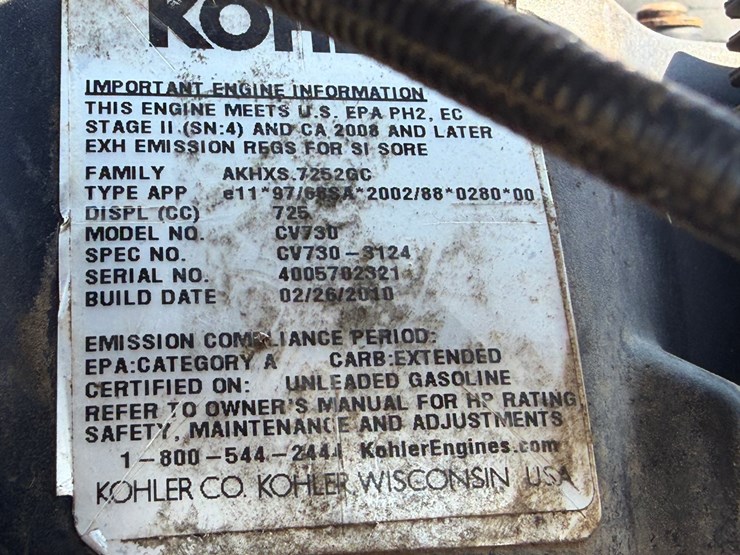 KOHL
IMPORTANT ENGINE INFORMATION
THIS ENGINE MEETS U.S. EPA PH2, EC
STAGE II (SN:4) AND CA 2008 AND LATER
EXH EMISSION REGS FOR SI SORE
FAMILY AKHXS.7252GC
TYPE APP e11*97/68SA*2002/88*0280*00
DISPL (CC) 725
MODEL NO. CV730
SPEC NO. CV730-3124
SERIAL NO. 4005702321
BUILD DATE 02/26/2010
EMISSION COMPLIANCE PERIOD:
EPA:CATEGORY A CARB:EXTENDED
CERTIFIED ON: UNLEADED GASOLINE
REFER TO OWNER'S MANUAL FOR HP RATING,
SAFETY, MAINTENANCE AND ADJUSTMENTS
1-800-544-2444 KohlerEngines.com
KOHLER CO. KOHLER, WISCONSIN USA